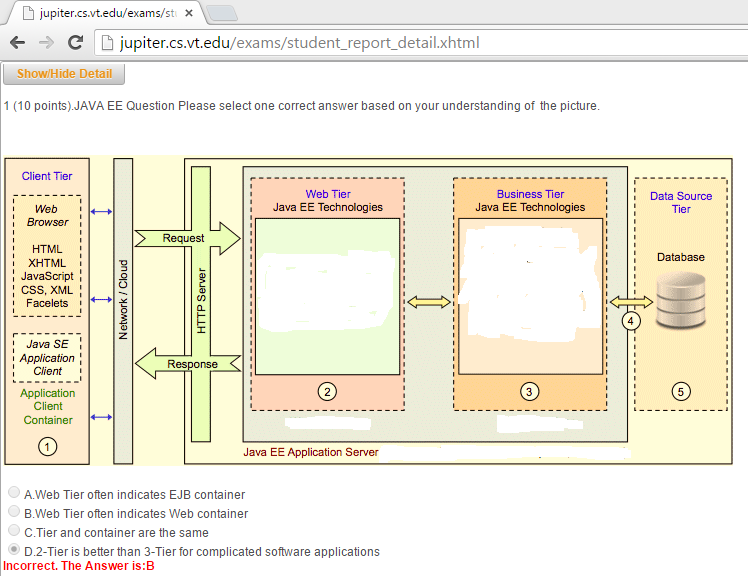 jupiter.cs.vt.edu/exams/stu
jupiter.cs.vt.edu/exams/student_report_detail.xhtml
Show/Hide Detail
1 (10 points).JAVA EE Question Please select one correct answer based on your understanding of the picture.
Client Tier
Web
Browser
HTML
XHTML
JavaScript
CSS, XML
Facelets
Java SE
Application
Client
Application
Client
Container
1
Network / Cloud
Request
Response
HTTP Server
Web Tier
Java EE Technologies
2
Business Tier
Java EE Technologies
3
4
Data Source
Tier
Database
5
Java EE Application Server
A.Web Tier often indicates EJB container
B.Web Tier often indicates Web container
C.Tier and container are the same
D.2-Tier is better than 3-Tier for complicated software applications
Incorrect. The Answer is:B